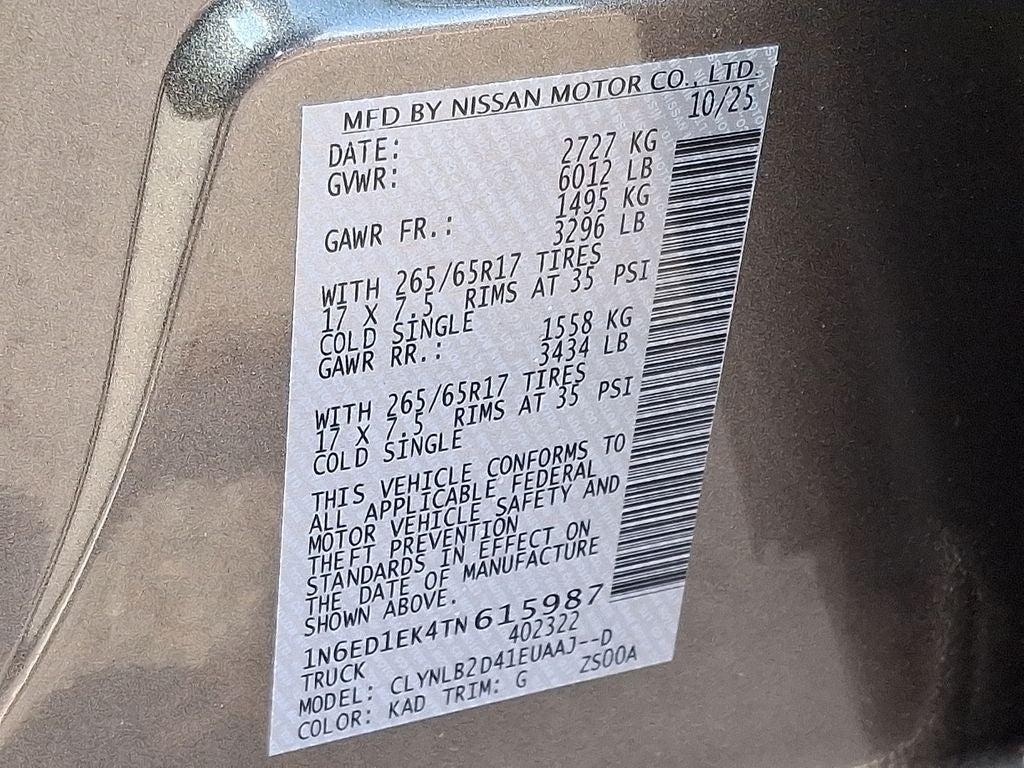 MFD BY NISSAN MOTOR CO., LTD.
DATE: 10/25
GVWR: 2727 KG
6012 LB
GAWR FR.: 1495 KG
3296 LB
WITH 265/65R17 TIRES
17 X 7.5 RIMS AT 35 PSI
COLD SINGLE
GAWR RR.: 1558 KG
3434 LB
WITH 265/65R17 TIRES
17 X 7.5 RIMS AT 35 PSI
COLD SINGLE
THIS VEHICLE CONFORMS TO
ALL APPLICABLE FEDERAL
MOTOR VEHICLE SAFETY AND
THEFT PREVENTION
STANDARDS IN EFFECT ON
THE DATE OF MANUFACTURE
SHOWN ABOVE.
1N6ED1EK4TN615987
TRUCK 402322
MODEL: CLYNLB2D41EUAAJ--D
COLOR: KAD TRIM: G ZS00A